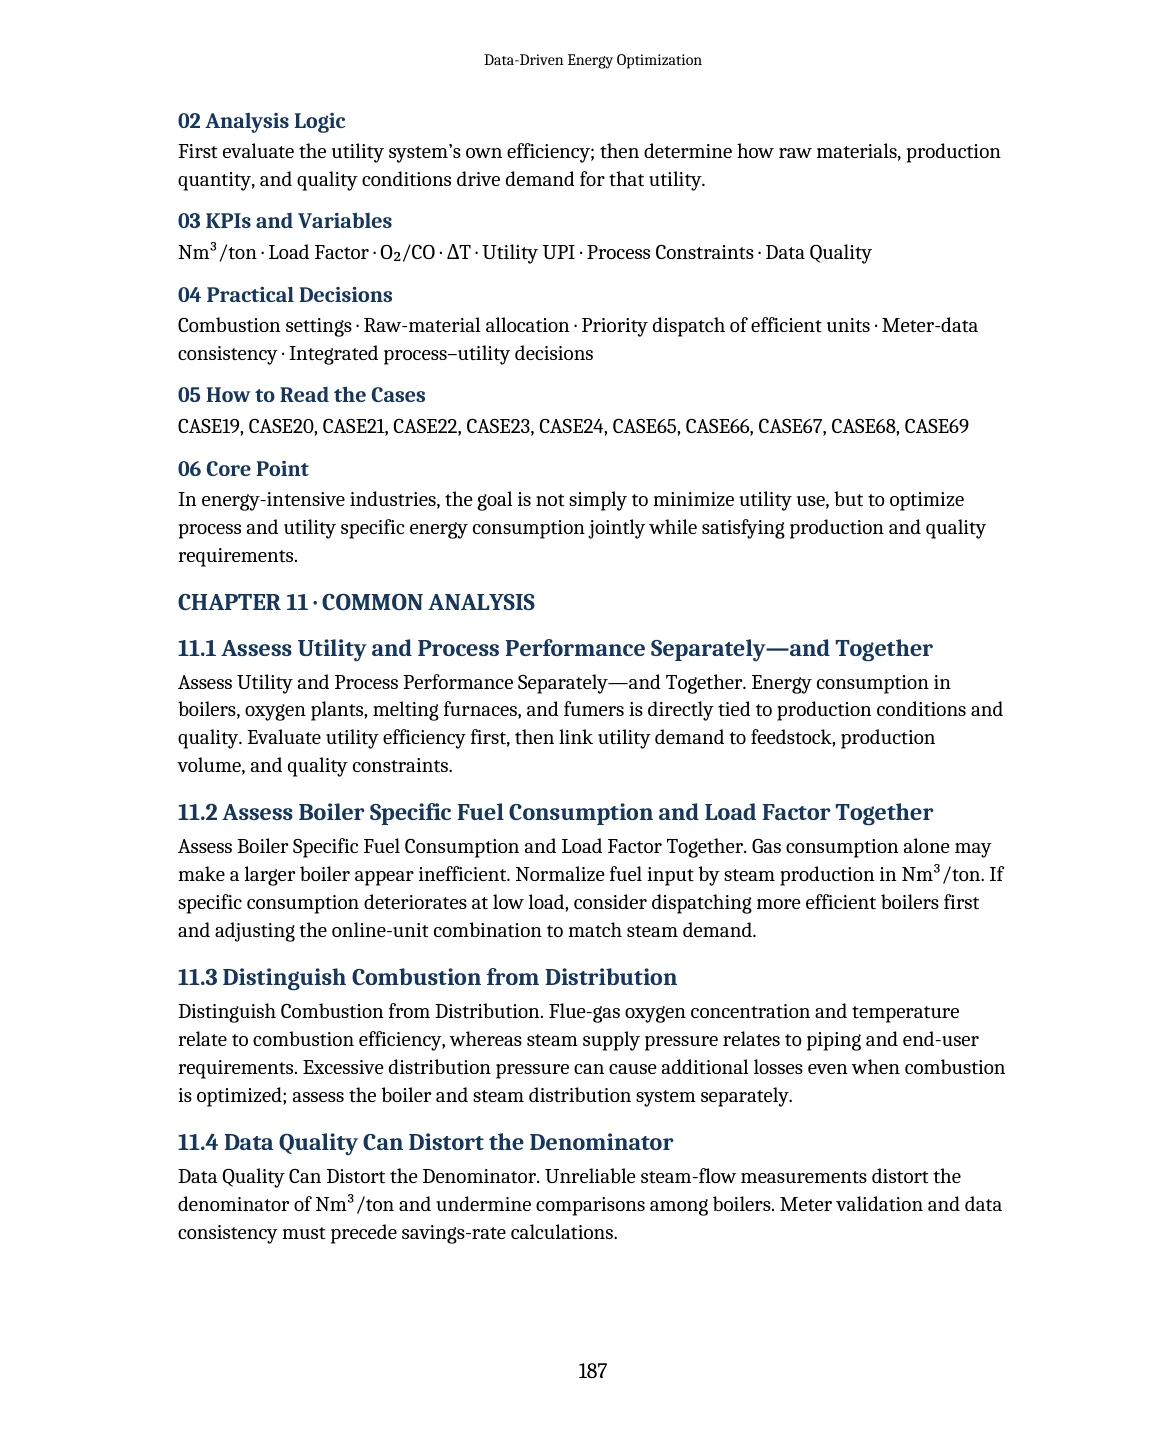 Data-Driven Energy Optimization
02 Analysis Logic
First evaluate the utility system’s own efficiency; then determine how raw materials, production
quantity, and quality conditions drive demand for that utility.
03 KPIs and Variables
Nm³/ton · Load Factor · O₂/CO · ΔT · Utility UPI · Process Constraints · Data Quality
04 Practical Decisions
Combustion settings · Raw-material allocation · Priority dispatch of efficient units · Meter-data
consistency · Integrated process–utility decisions
05 How to Read the Cases
CASE19, CASE20, CASE21, CASE22, CASE23, CASE24, CASE65, CASE66, CASE67, CASE68, CASE69
06 Core Point
In energy-intensive industries, the goal is not simply to minimize utility use, but to optimize
process and utility specific energy consumption jointly while satisfying production and quality
requirements.
CHAPTER 11 · COMMON ANALYSIS
11.1 Assess Utility and Process Performance Separately—and Together
Assess Utility and Process Performance Separately—and Together. Energy consumption in
boilers, oxygen plants, melting furnaces, and fumers is directly tied to production conditions and
quality. Evaluate utility efficiency first, then link utility demand to feedstock, production
volume, and quality constraints.
11.2 Assess Boiler Specific Fuel Consumption and Load Factor Together
Assess Boiler Specific Fuel Consumption and Load Factor Together. Gas consumption alone may
make a larger boiler appear inefficient. Normalize fuel input by steam production in Nm³/ton. If
specific consumption deteriorates at low load, consider dispatching more efficient boilers first
and adjusting the online-unit combination to match steam demand.
11.3 Distinguish Combustion from Distribution
Distinguish Combustion from Distribution. Flue-gas oxygen concentration and temperature
relate to combustion efficiency, whereas steam supply pressure relates to piping and end-user
requirements. Excessive distribution pressure can cause additional losses even when combustion
is optimized; assess the boiler and steam distribution system separately.
11.4 Data Quality Can Distort the Denominator
Data Quality Can Distort the Denominator. Unreliable steam-flow measurements distort the
denominator of Nm³/ton and undermine comparisons among boilers. Meter validation and data
consistency must precede savings-rate calculations.
187